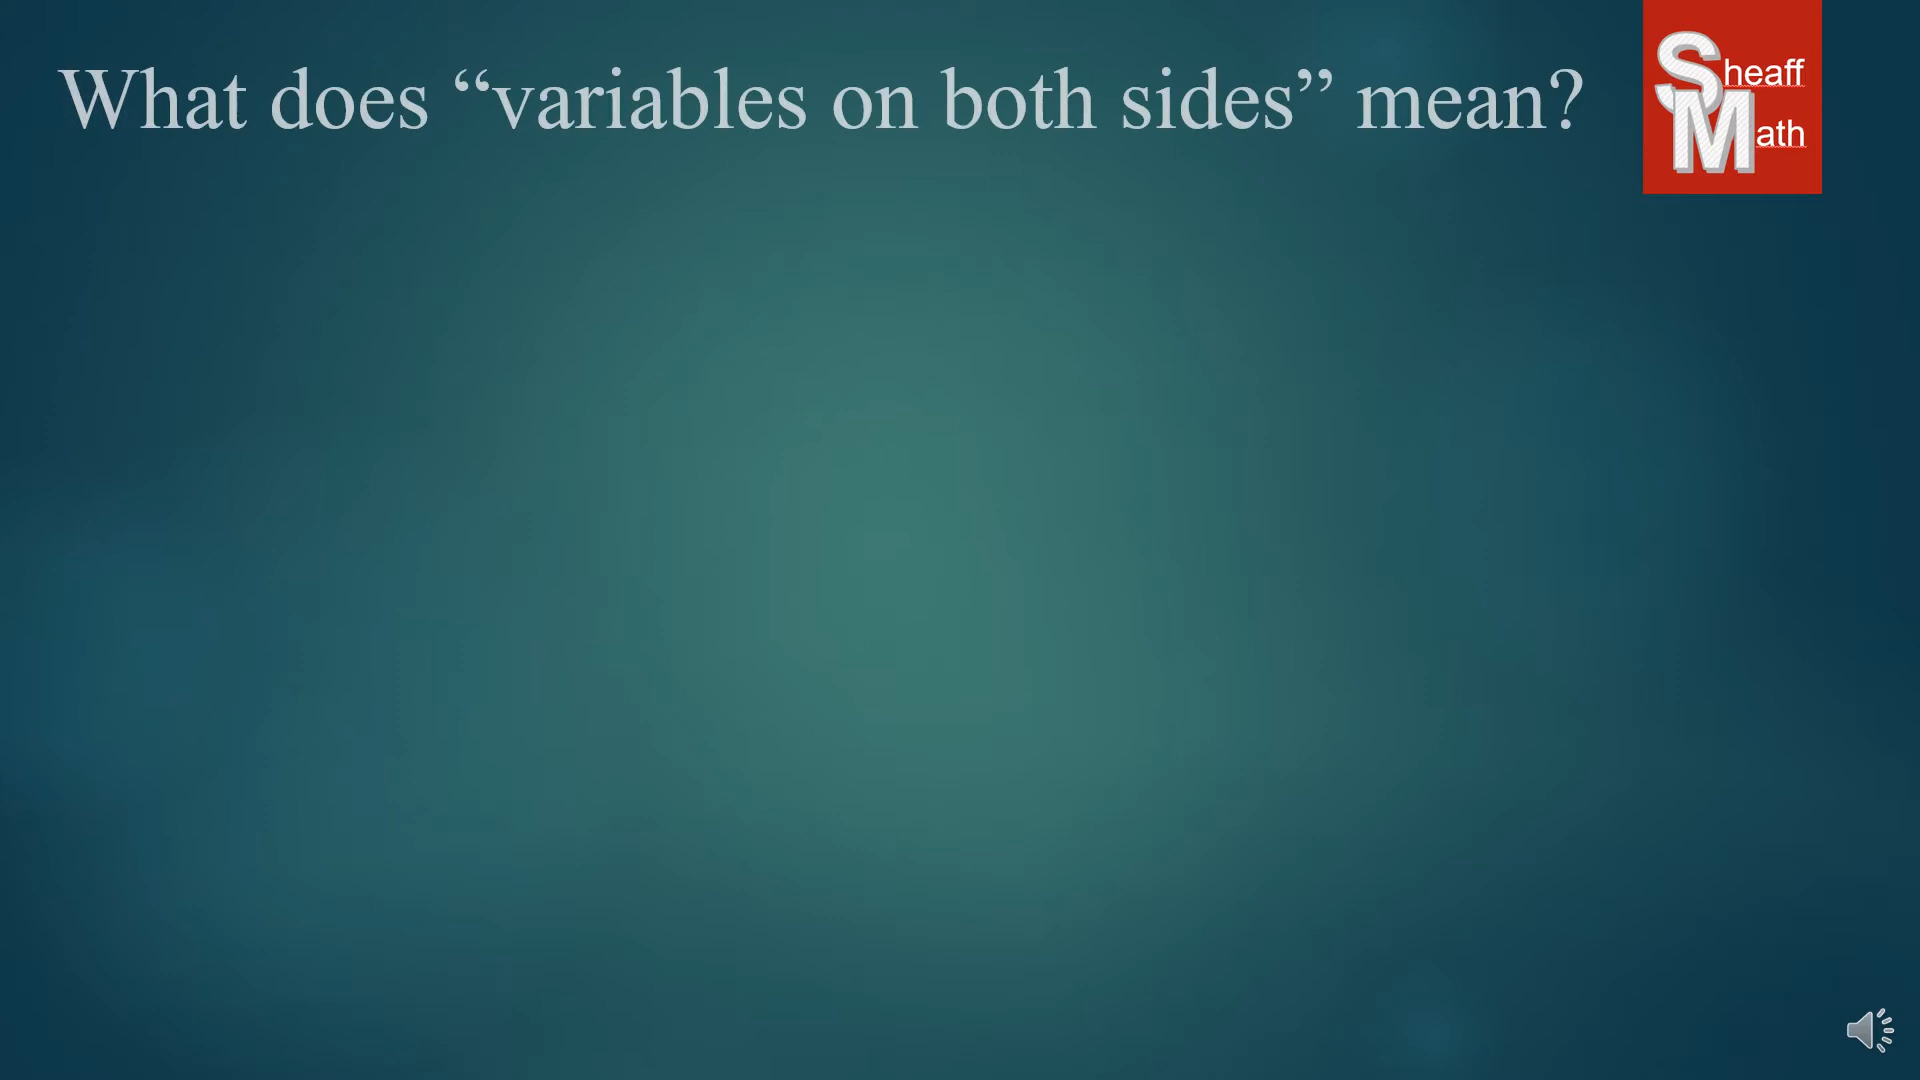 What does “variables on both sides” mean?
Sheaff
Math